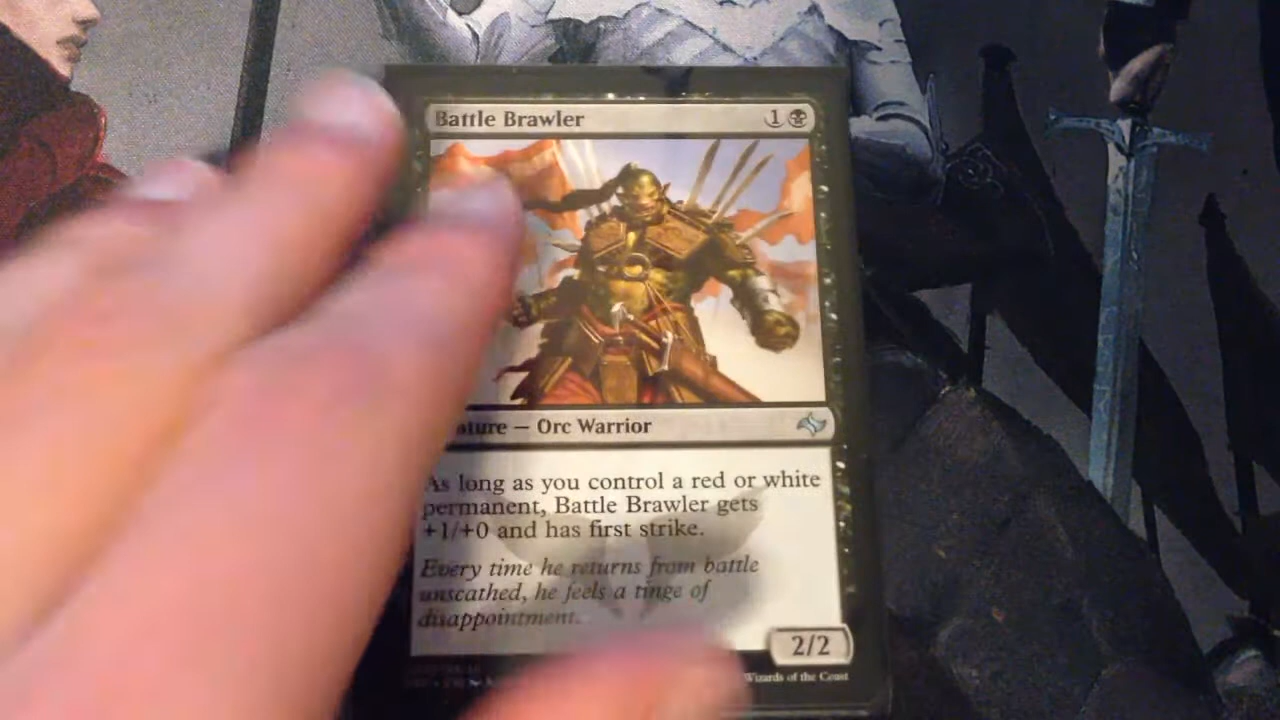 Battle Brawler 1
ature — Orc Warrior
As long as you control a red or white
permanent, Battle Brawler gets
+1/+0 and has first strike.
Every time he returns from battle
unscathed, he feels a tinge of
disappointment.
2/2
Wizards of the Coast